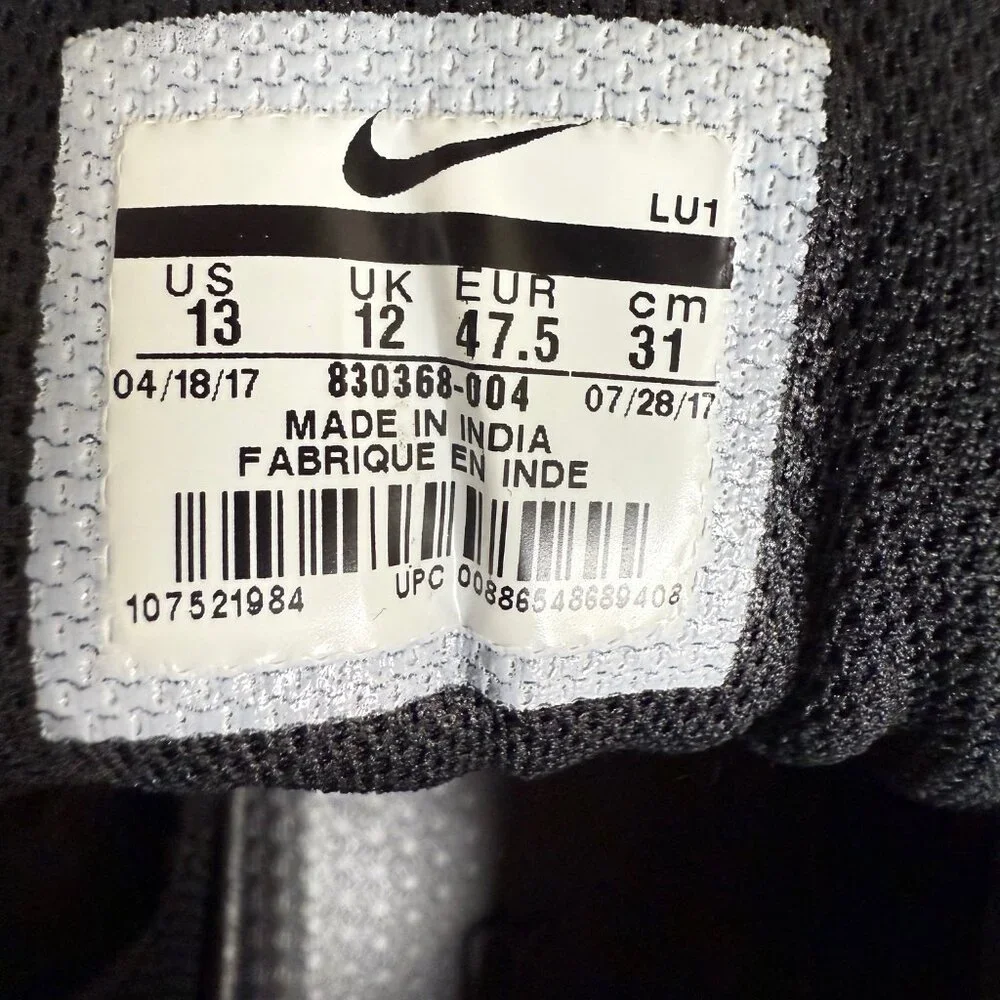 LU1
US UK EUR cm
13 12 47.5 31
04/18/17 830368-004 07/28/17
MADE IN INDIA
FABRIQUE EN INDE
107521984 UPC 00886548689408